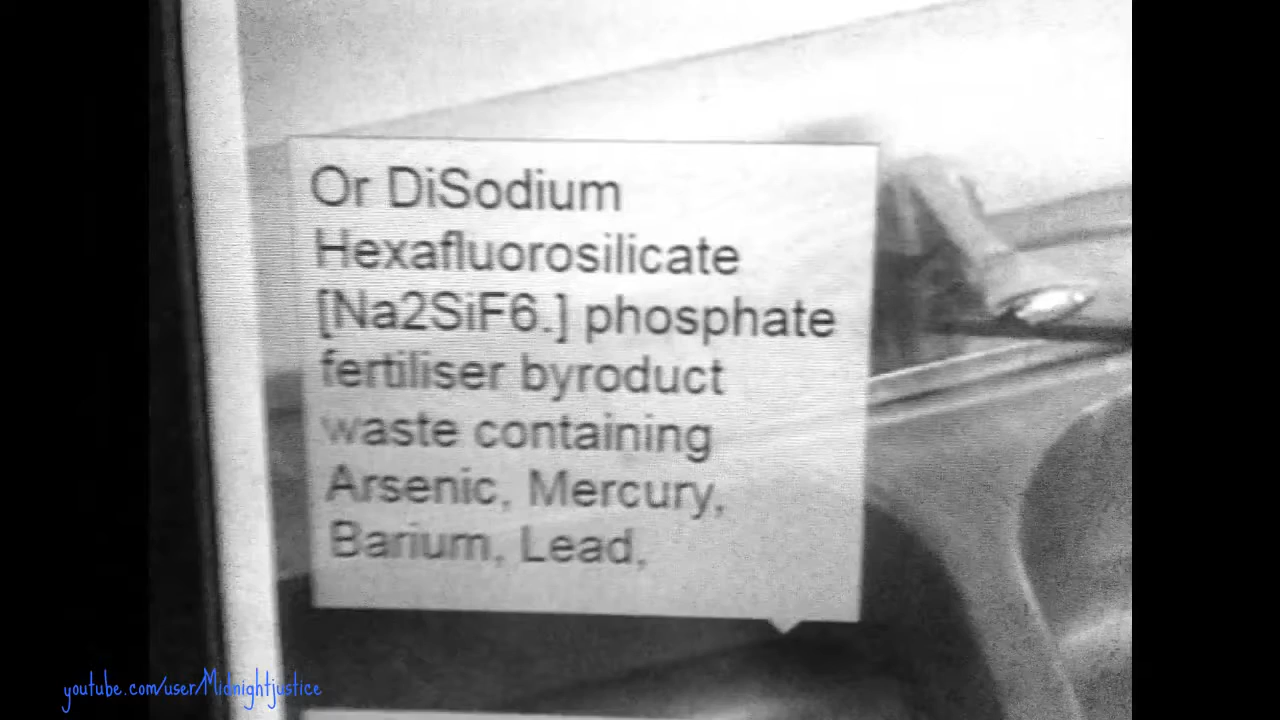 Or DiSodium
Hexafluorosilicate
[Na2SiF6.] phosphate
fertiliser byroduct
waste containing
Arsenic, Mercury,
Barium, Lead,
youtube.com/user/Midnightjustice